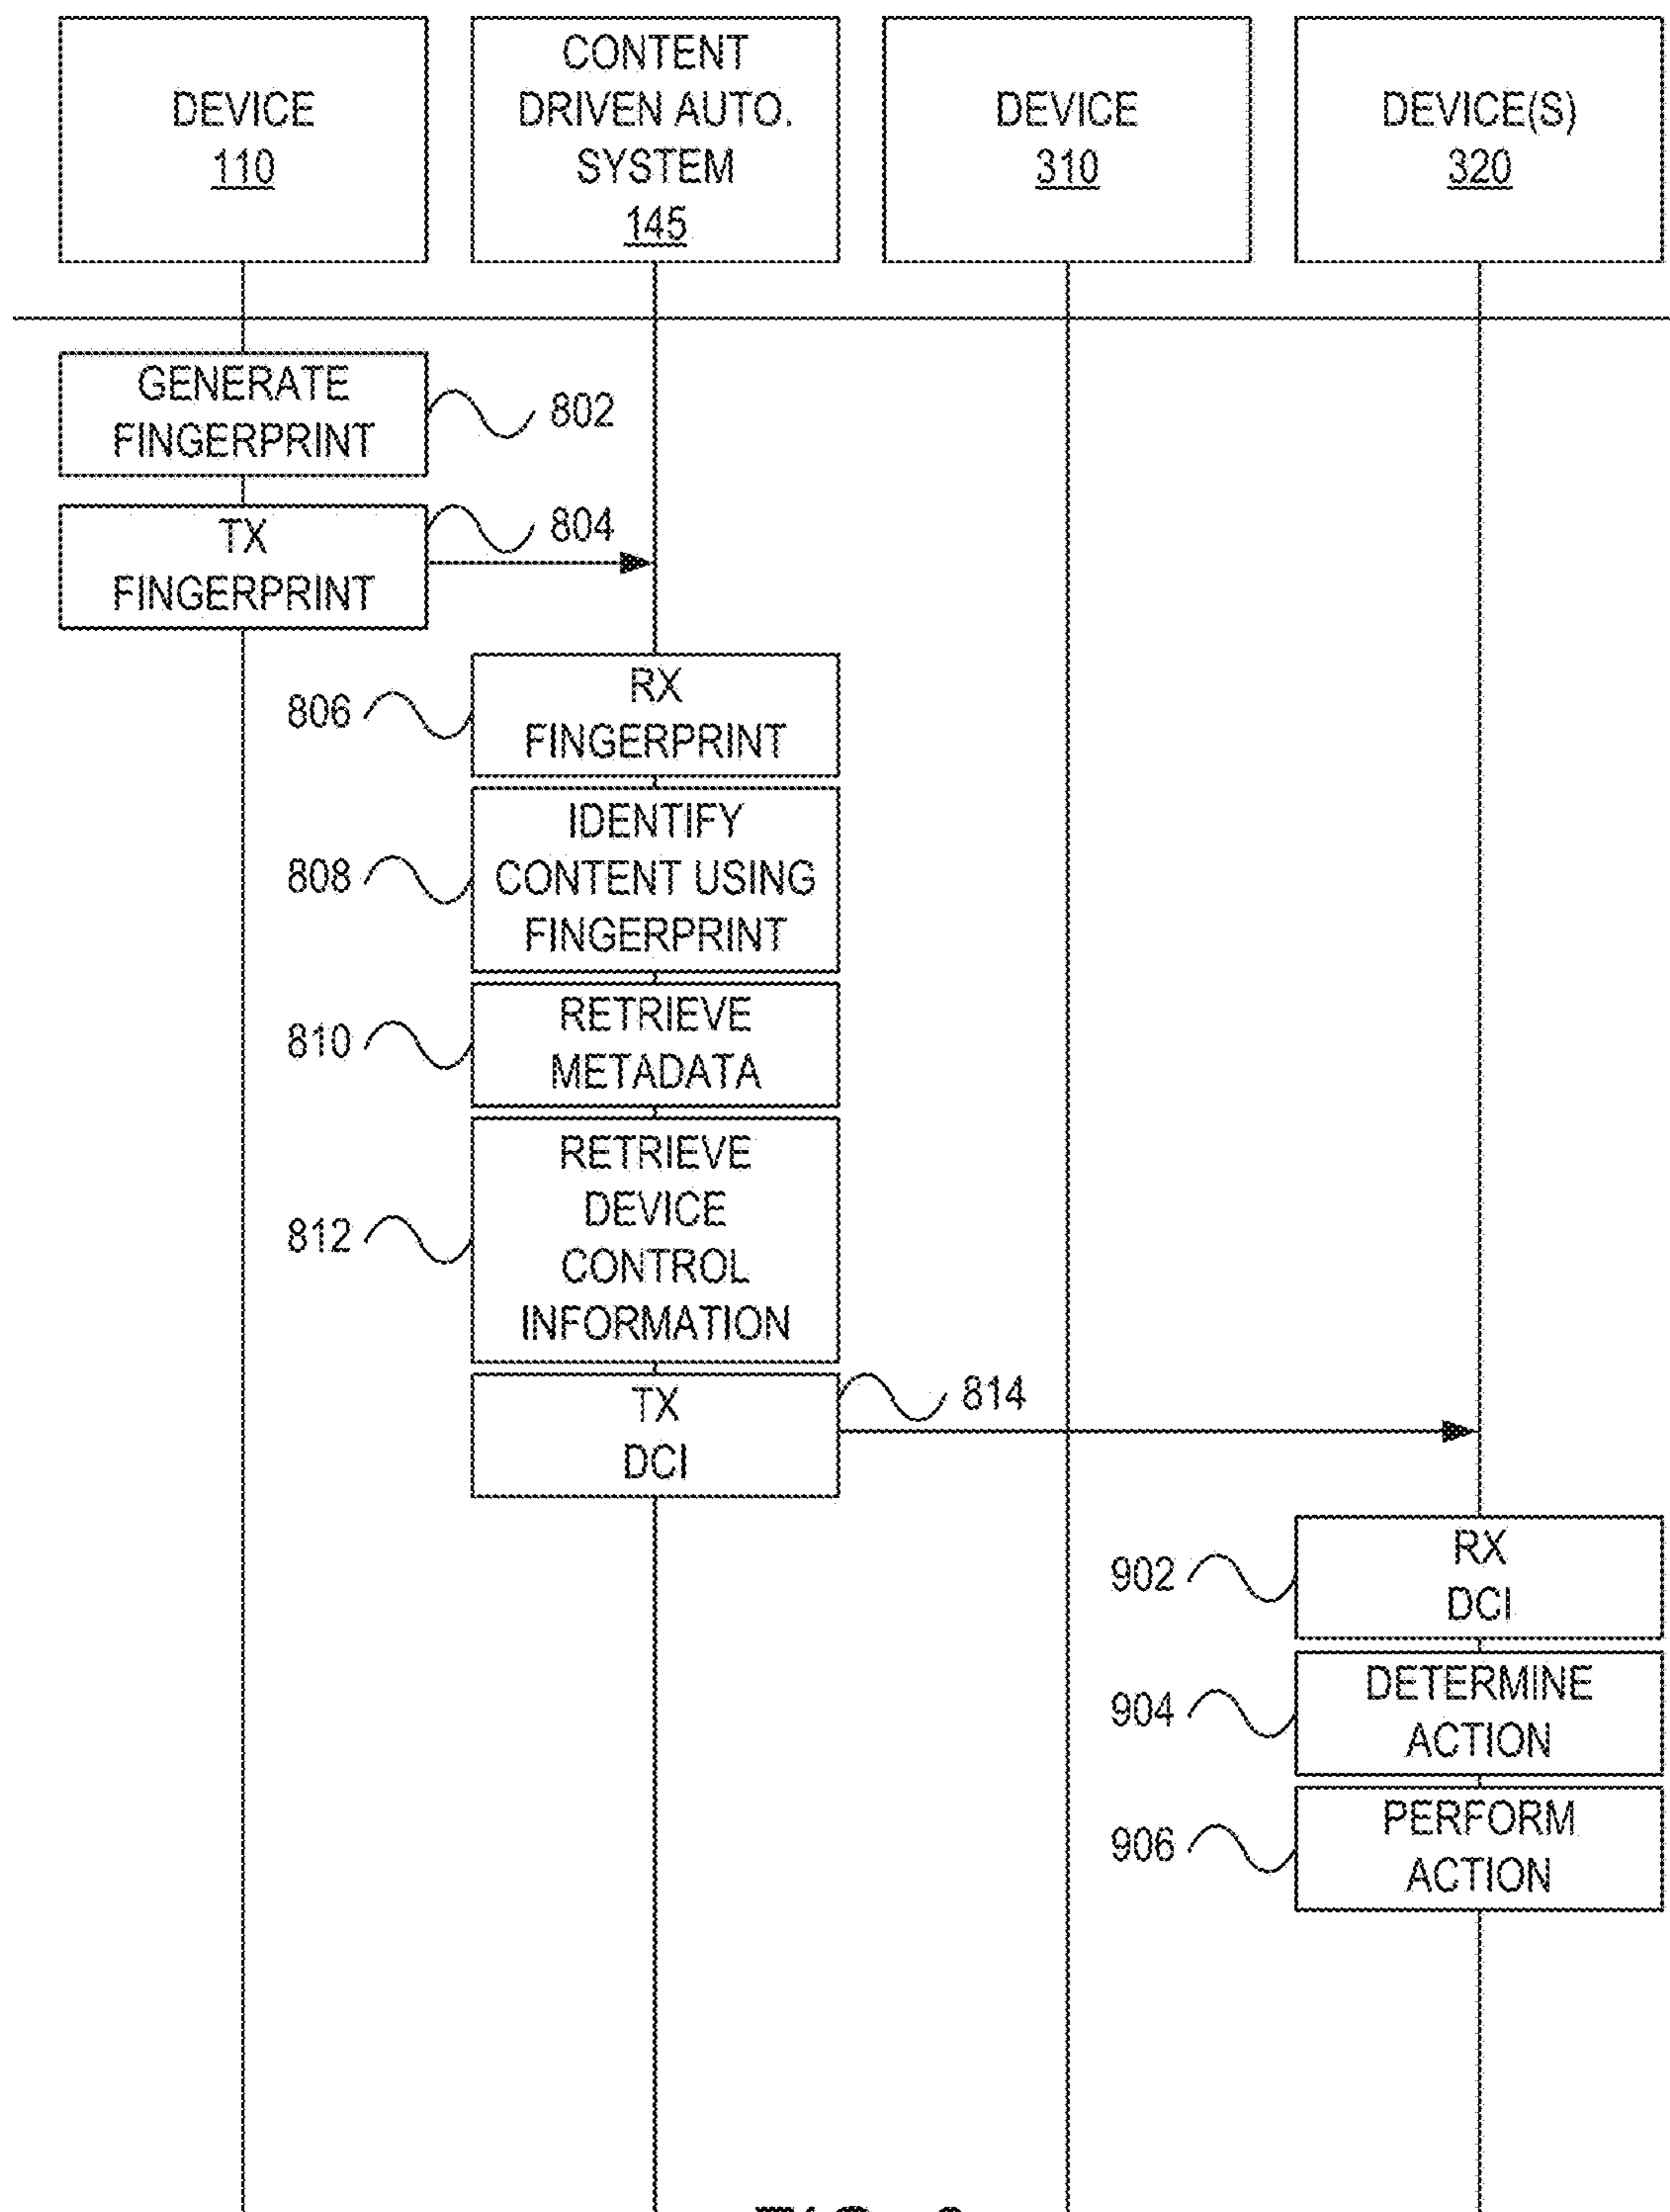 DEVICE
110
CONTENT
DRIVEN AUTO.
SYSTEM
145
DEVICE
310
DEVICE(S)
320
GENERATE
FINGERPRINT
802
TX
FINGERPRINT
804
806
RX
FINGERPRINT
808
IDENTIFY
CONTENT USING
FINGERPRINT
810
RETRIEVE
METADATA
812
RETRIEVE
DEVICE
CONTROL
INFORMATION
TX
DCI
814
902
RX
DCI
904
DETERMINE
ACTION
906
PERFORM
ACTION